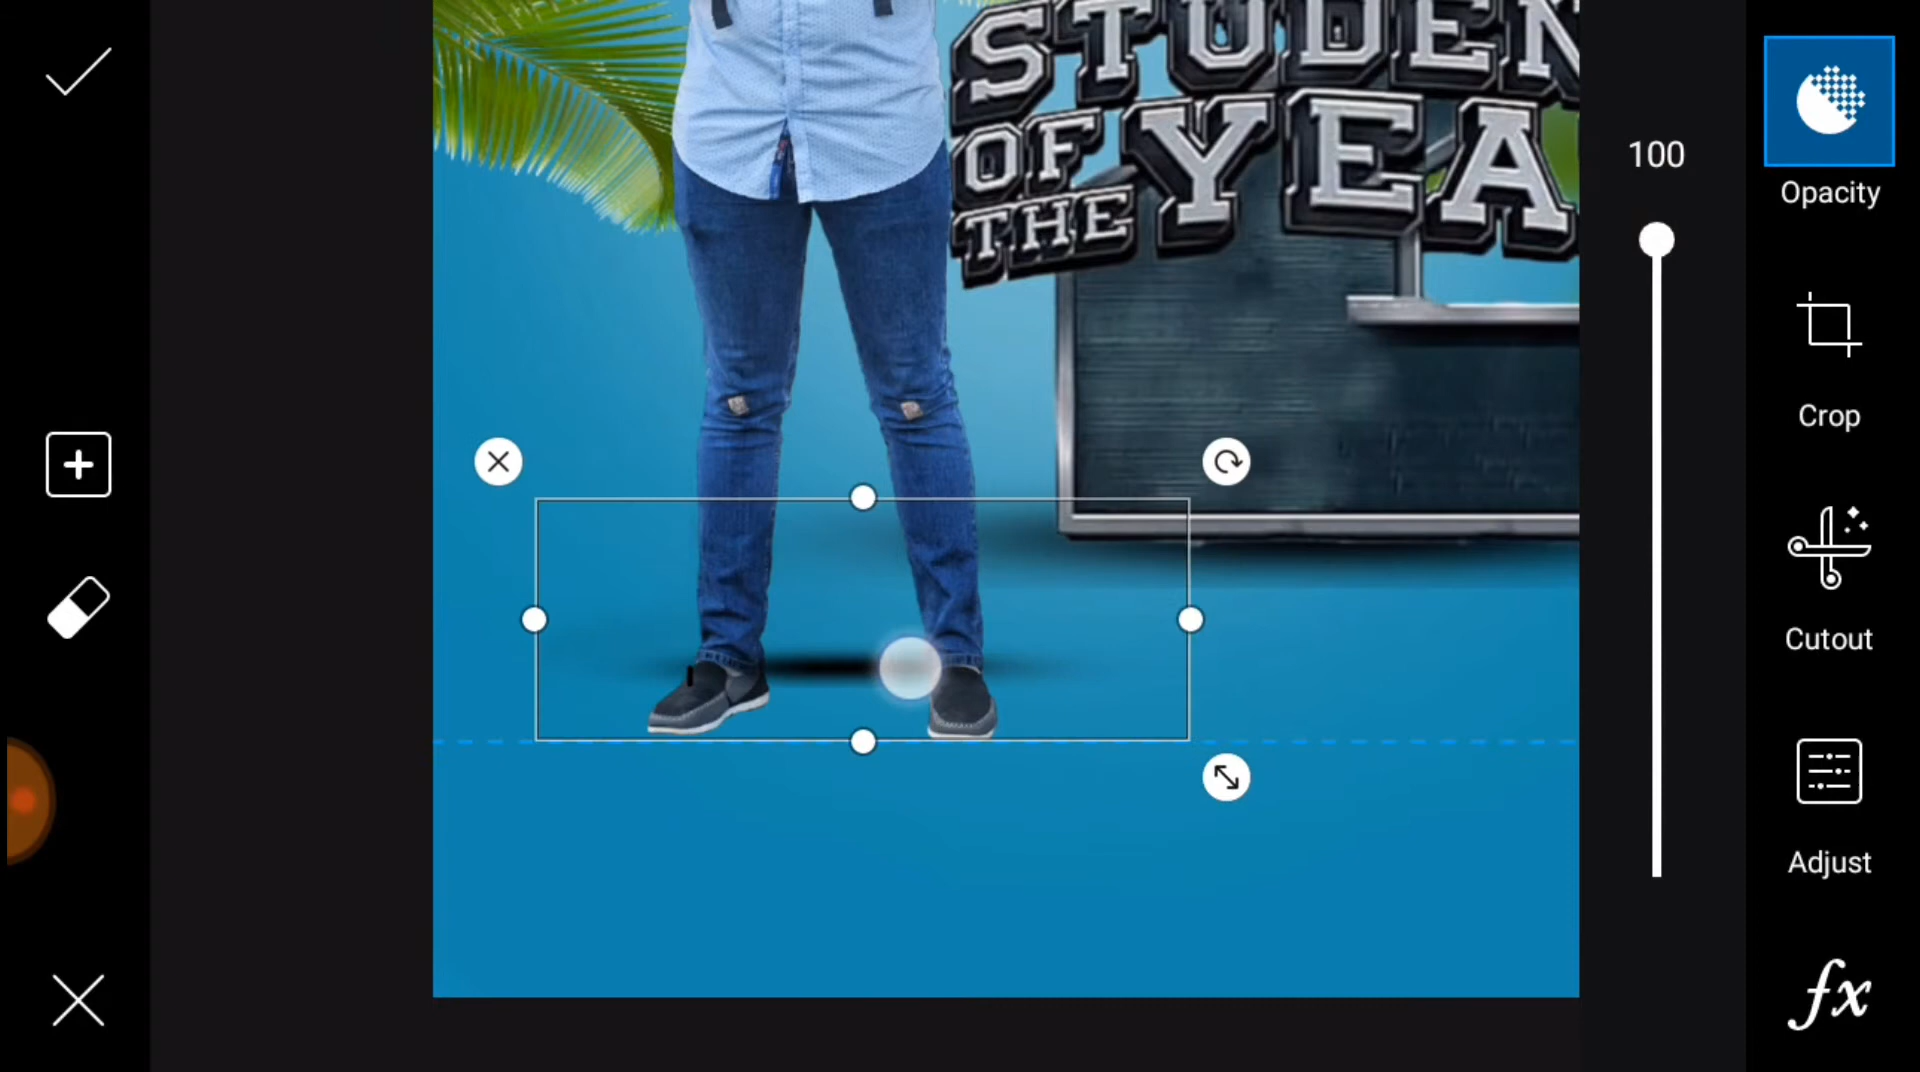 STUDEN
OF YEA
THE
100
Opacity
Crop
Cutout
Adjust
fx